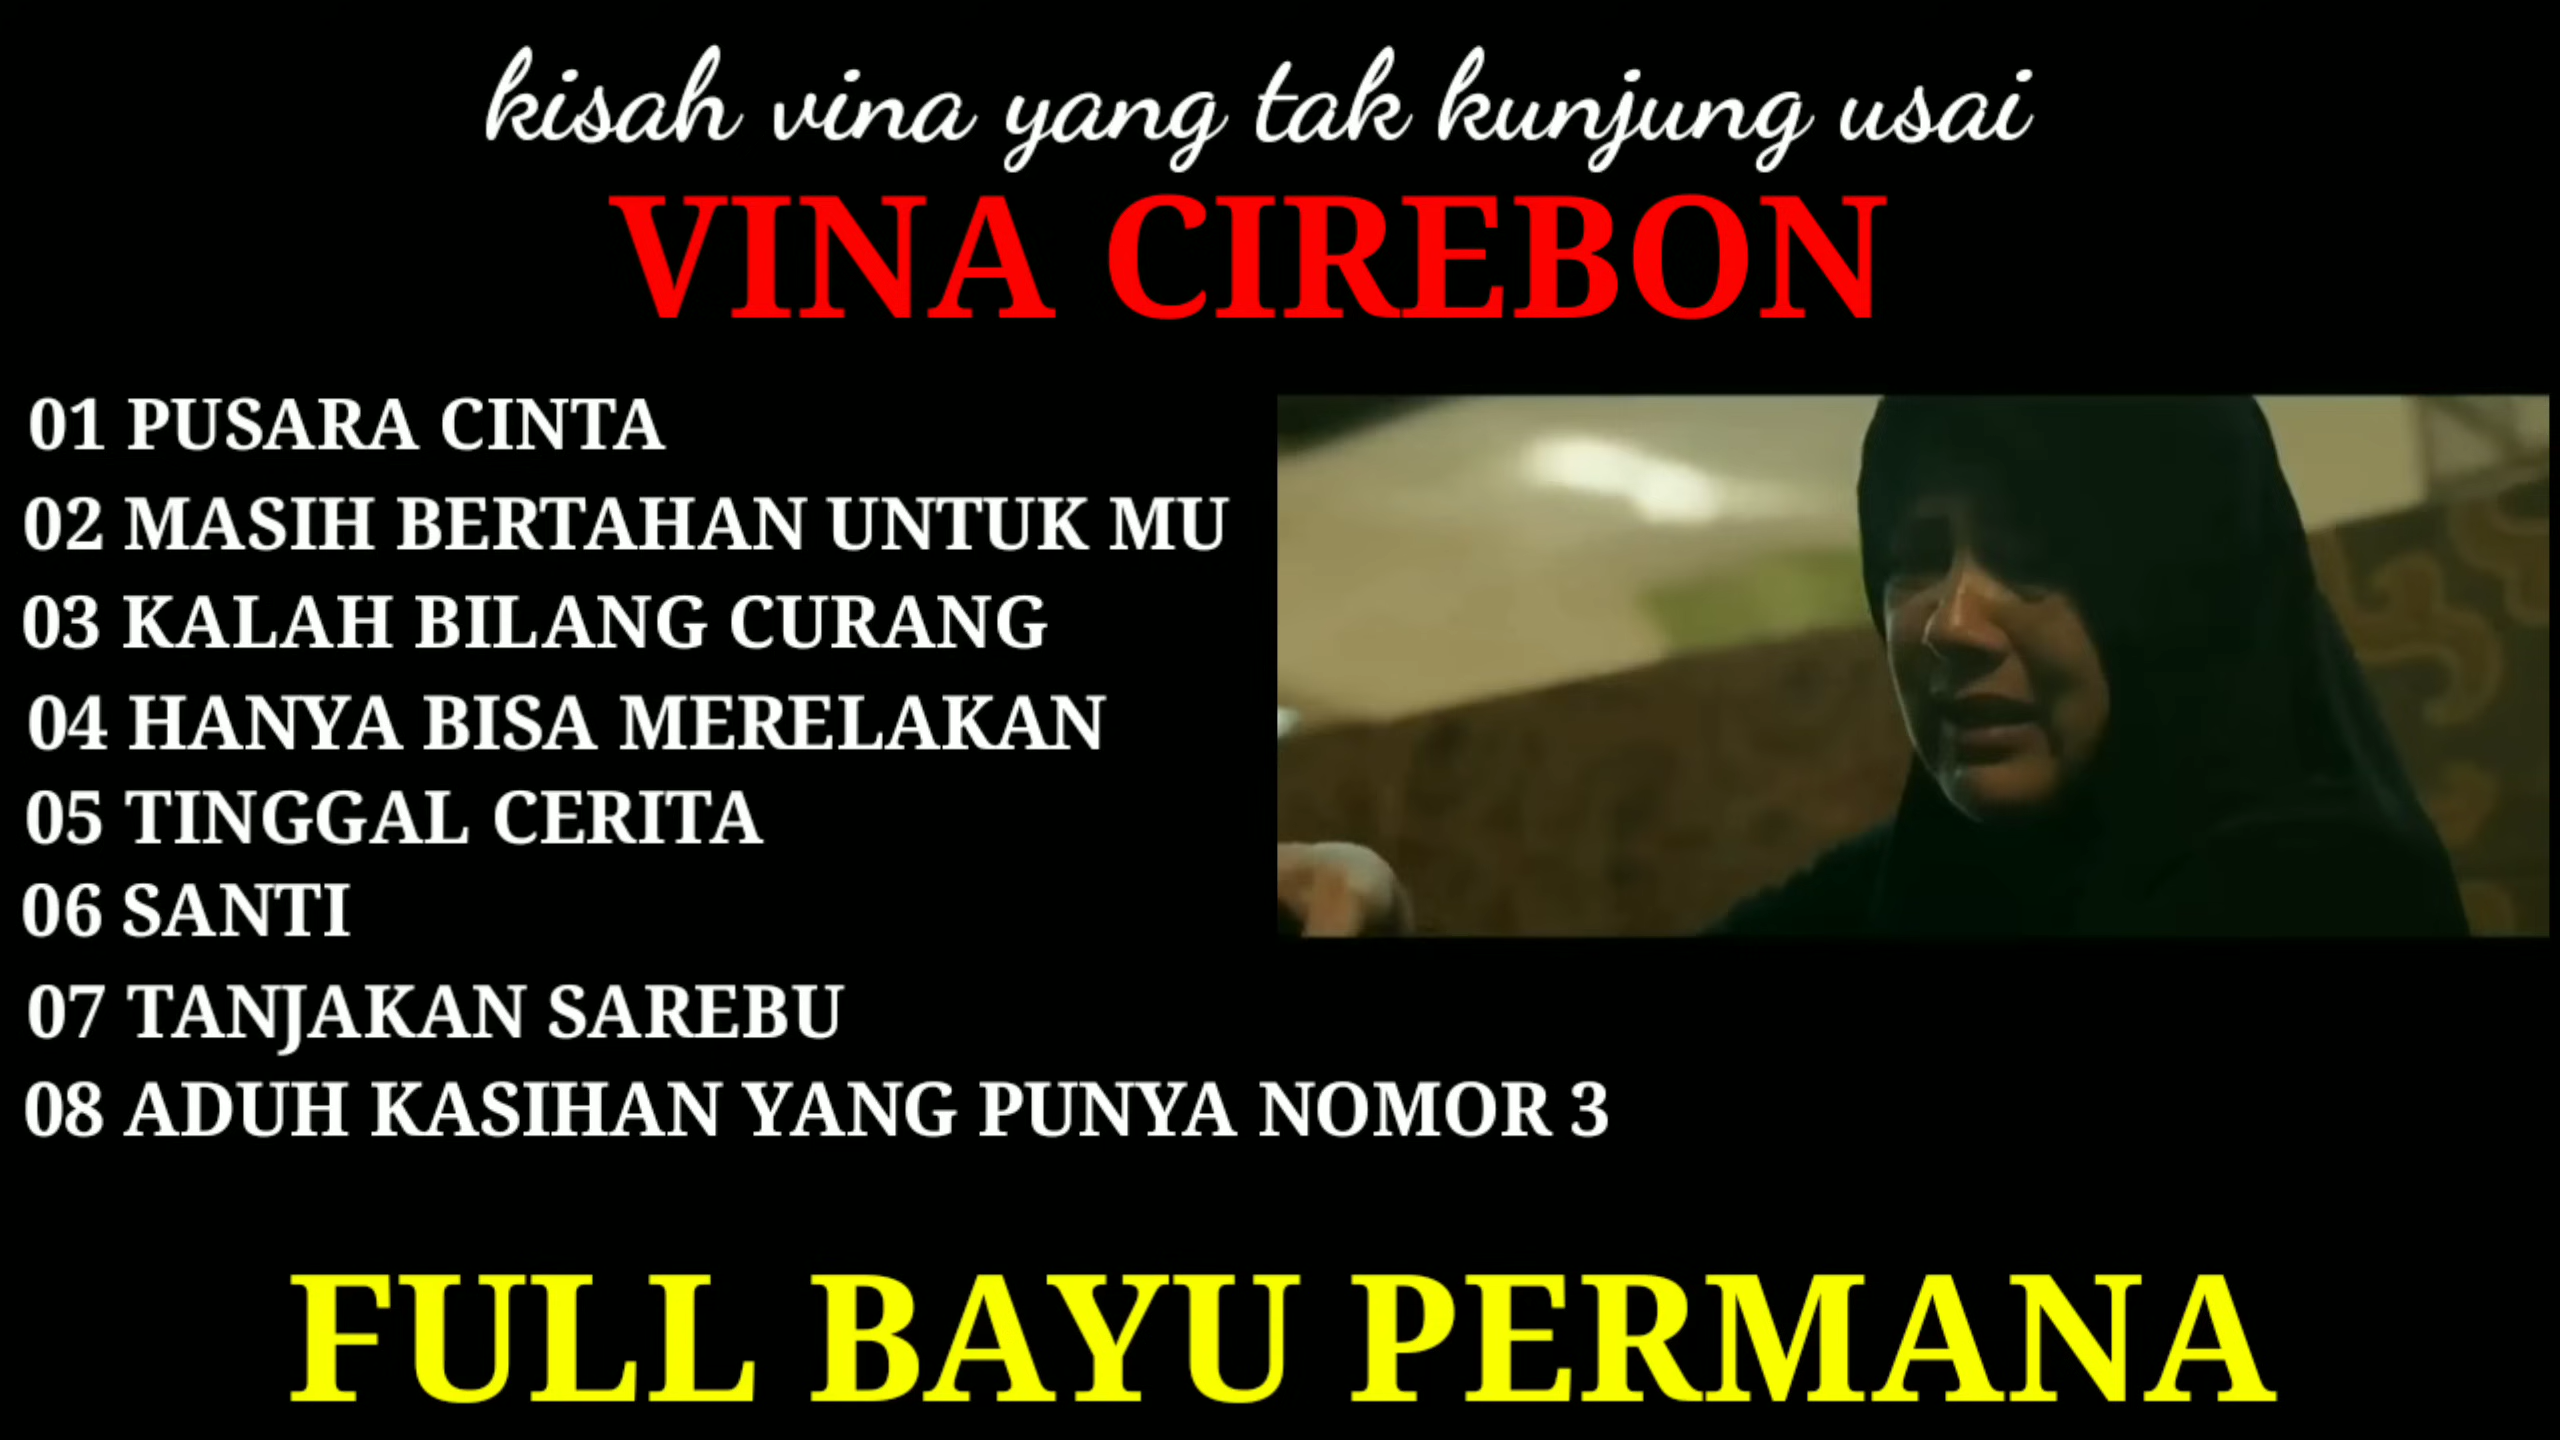 kisah vina yang tak kunjung usai
VINA CIREBON
01 PUSARA CINTA
02 MASIH BERTAHAN UNTUK MU
03 KALAH BILANG CURANG
04 HANYA BISA MERELAKAN
05 TINGGAL CERITA
06 SANTI
07 TANJAKAN SAREBU
08 ADUH KASIHAN YANG PUNYA NOMOR 3
FULL BAYU PERMANA